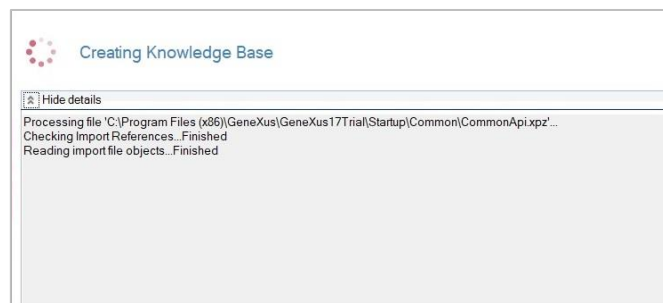 Creating Knowledge Base
Hide details
Processing file 'C:\Program Files (x86)\GeneXus\GeneXus17Trial\Startup\Common\CommonApi.xpz'...
Checking Import References...Finished
Reading import file objects...Finished